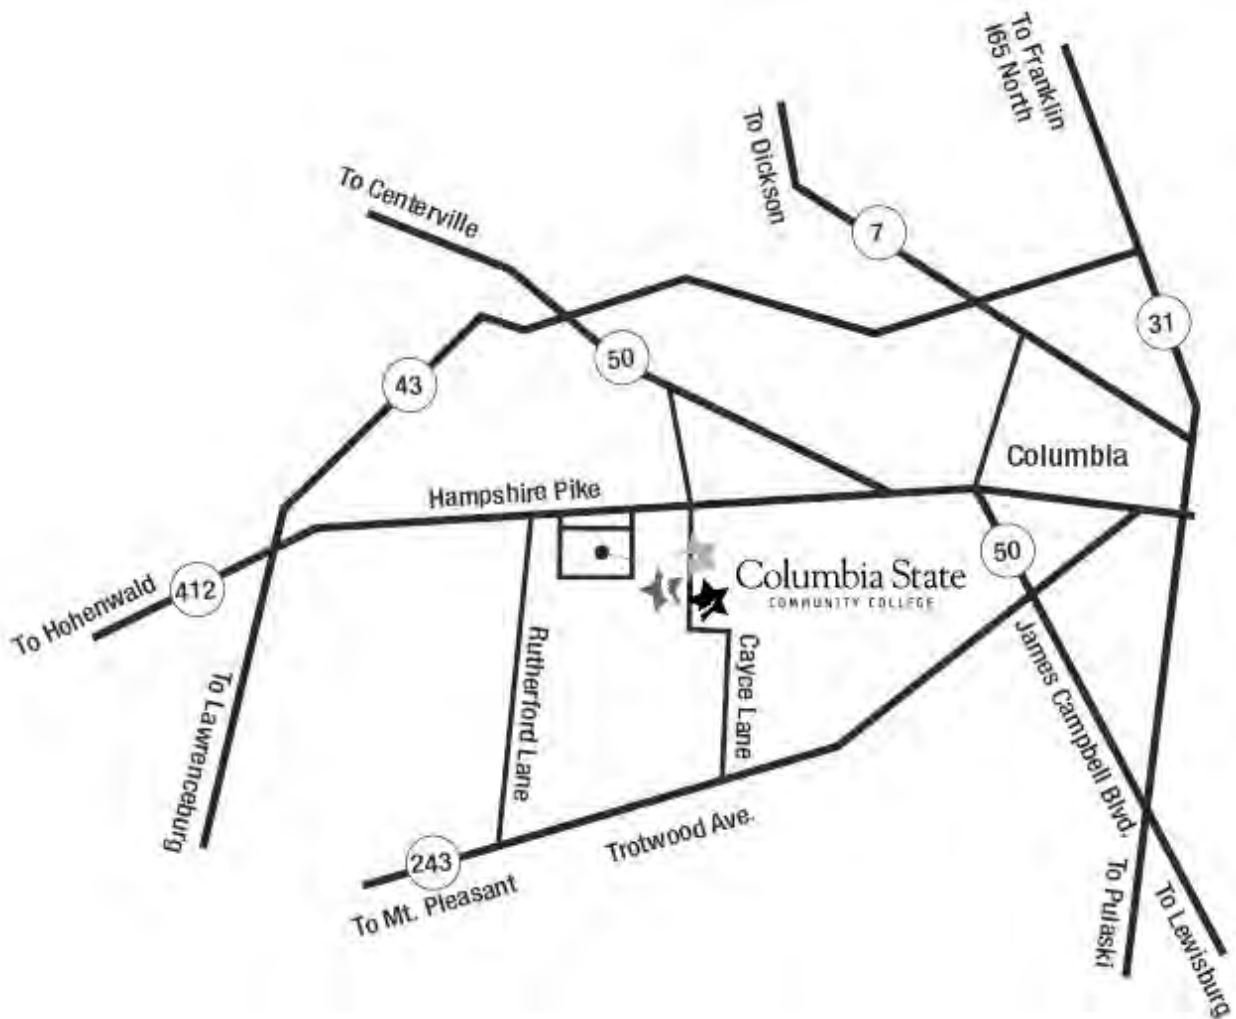 To Franklin
I65 North
To Dickson
To Centerville
7
31
50
43
Columbia
Hampshire Pike
50
Columbia State
COMMUNITY COLLEGE
412
To Hohenwald
To Lawrenceburg
Rutherford Lane
Cayce Lane
James Campbell Blvd.
Trotwood Ave.
243
To Mt. Pleasant
To Pulaski
To Lewisburg